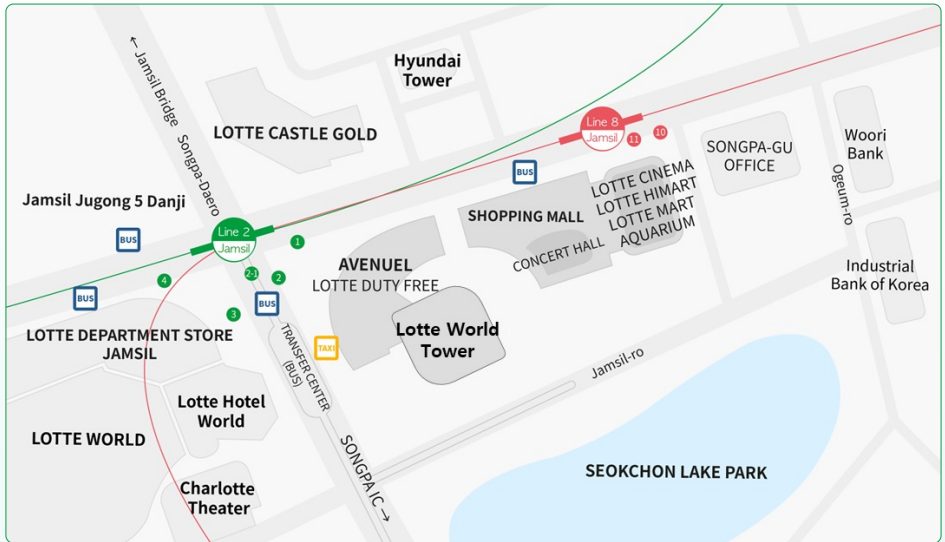 Hyundai
Tower
← Jamsil Bridge
Songpa-Daero
LOTTE CASTLE GOLD
Line 8
Jamsil
11
10
SONGPA-GU
OFFICE
Woori
Bank
BUS
LOTTE CINEMA
LOTTE HIMART
LOTTE MART
AQUARIUM
Ogeum-ro
Jamsil Jugong 5 Danji
SHOPPING MALL
BUS
Line 2
Jamsil
1
CONCERT HALL
AVENUEL
LOTTE DUTY FREE
4
2-1
2
Industrial
Bank of Korea
BUS
BUS
3
LOTTE DEPARTMENT STORE
JAMSIL
TRANSFER CENTER
(BUS)
TAXI
Lotte World
Tower
Jamsil-ro
Lotte Hotel
World
LOTTE WORLD
SONGPA IC →
SEOKCHON LAKE PARK
Charlotte
Theater